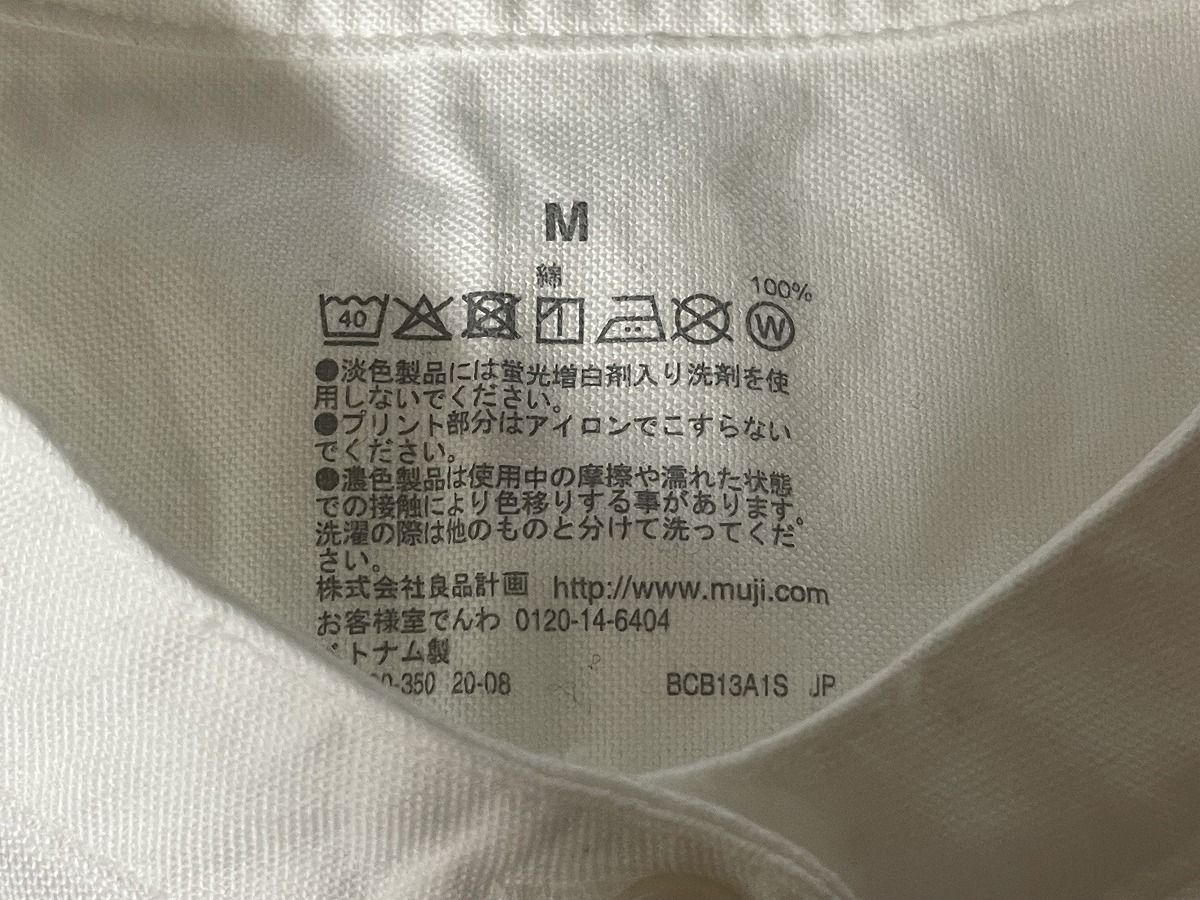 M
綿 100%
40 W
●淡色製品には蛍光増白剤入り洗剤を使
用しないでください。
●プリント部分はアイロンでこすらない
でください。
●濃色製品は使用中の摩擦や濡れた状態
での接触により色移りする事があります。
洗濯の際は他のものと分けて洗ってくだ
さい。
株式会社良品計画 http://www.muji.com
お客様室でんわ 0120-14-6404
ベトナム製
0-350 20-08 BCB13A1S JP